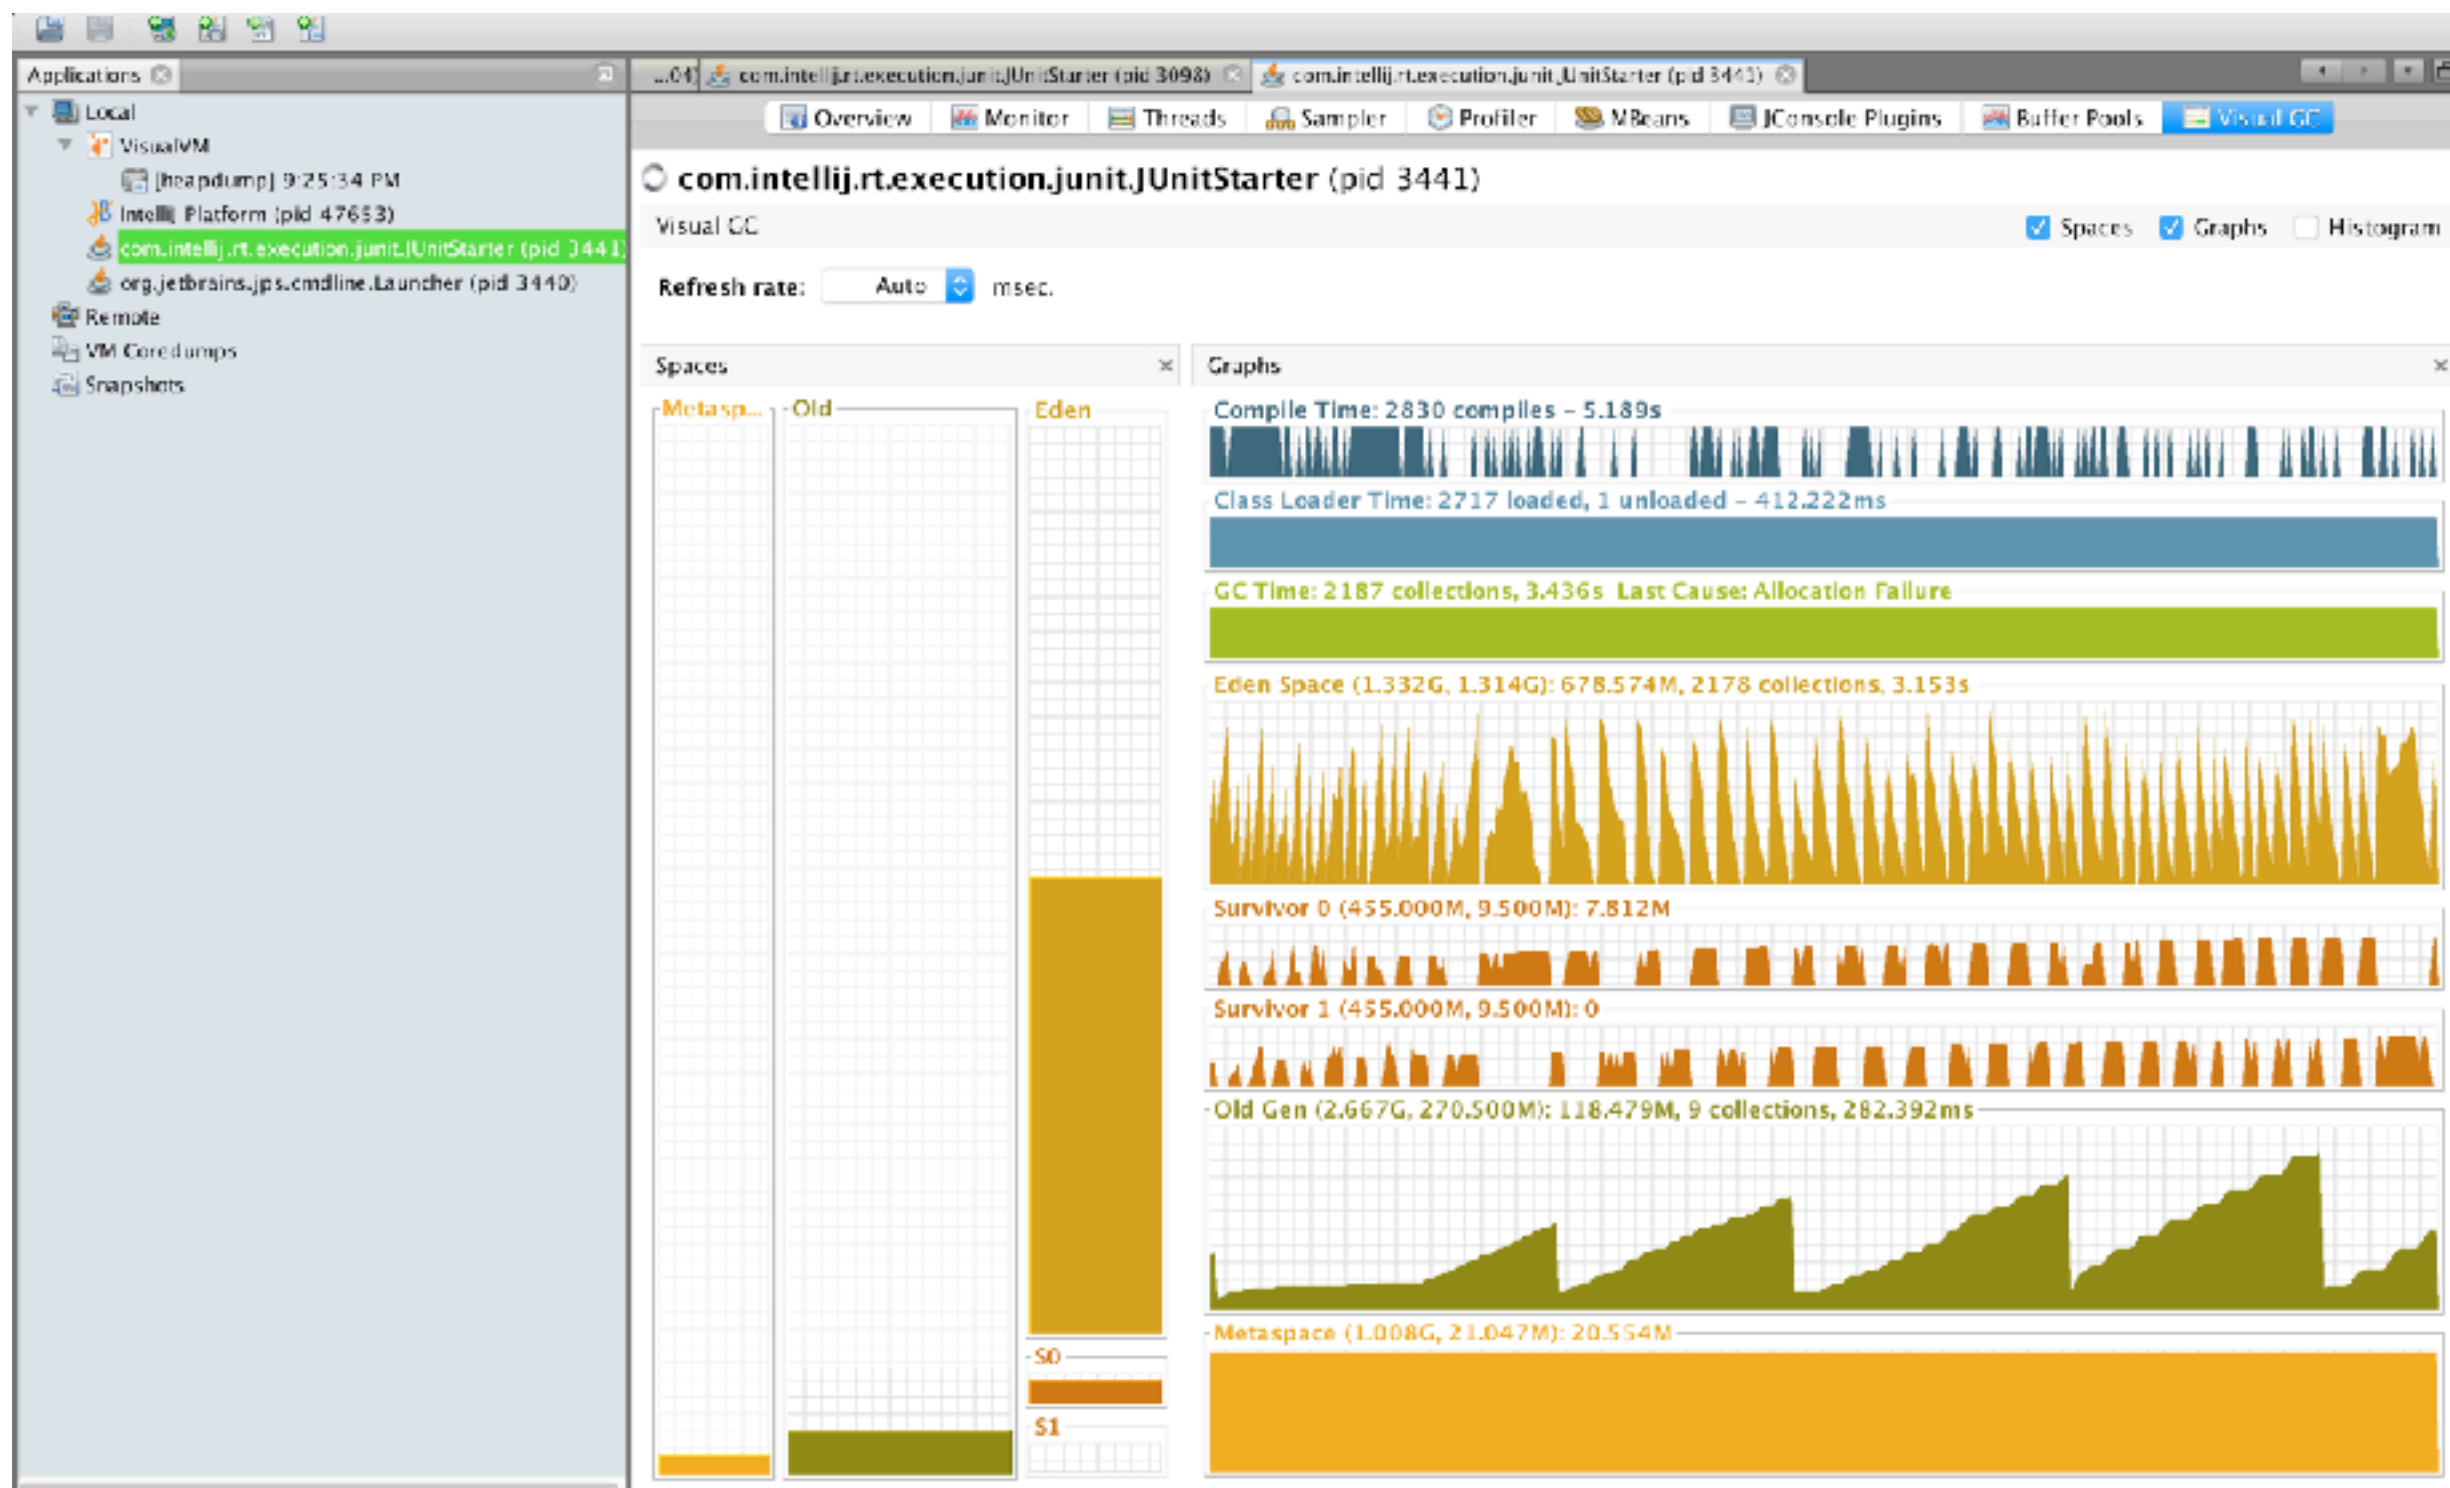 Applications
...04)
com.intellij.rt.execution.junit.JUnitStarter (pid 3098)
com.intellij.rt.execution.junit.JUnitStarter (pid 3441)
Local
VisualVM
[heapdump] 9:25:34 PM
IntelliJ Platform (pid 47653)
com.intellij.rt.execution.junit.JUnitStarter (pid 3441)
org.jetbrains.jps.cmdline.Launcher (pid 3440)
Remote
VM Coredumps
Snapshots
Overview
Monitor
Threads
Sampler
Profiler
MBeans
JConsole Plugins
Buffer Pools
Visual GC
com.intellij.rt.execution.junit.JUnitStarter (pid 3441)
Visual GC
Spaces
Graphs
Histogram
Refresh rate: Auto msec.
Spaces
Metasp...
Old
Eden
S0
S1
Graphs
Compile Time: 2830 compiles - 5.189s
Class Loader Time: 2717 loaded, 1 unloaded - 412.222ms
GC Time: 2187 collections, 3.436s Last Cause: Allocation Failure
Eden Space (1.332G, 1.314G): 678.574M, 2178 collections, 3.153s
Survivor 0 (455.000M, 9.500M): 7.812M
Survivor 1 (455.000M, 9.500M): 0
Old Gen (2.667G, 270.500M): 118.479M, 9 collections, 282.392ms
Metaspace (1.008G, 21.047M): 20.554M